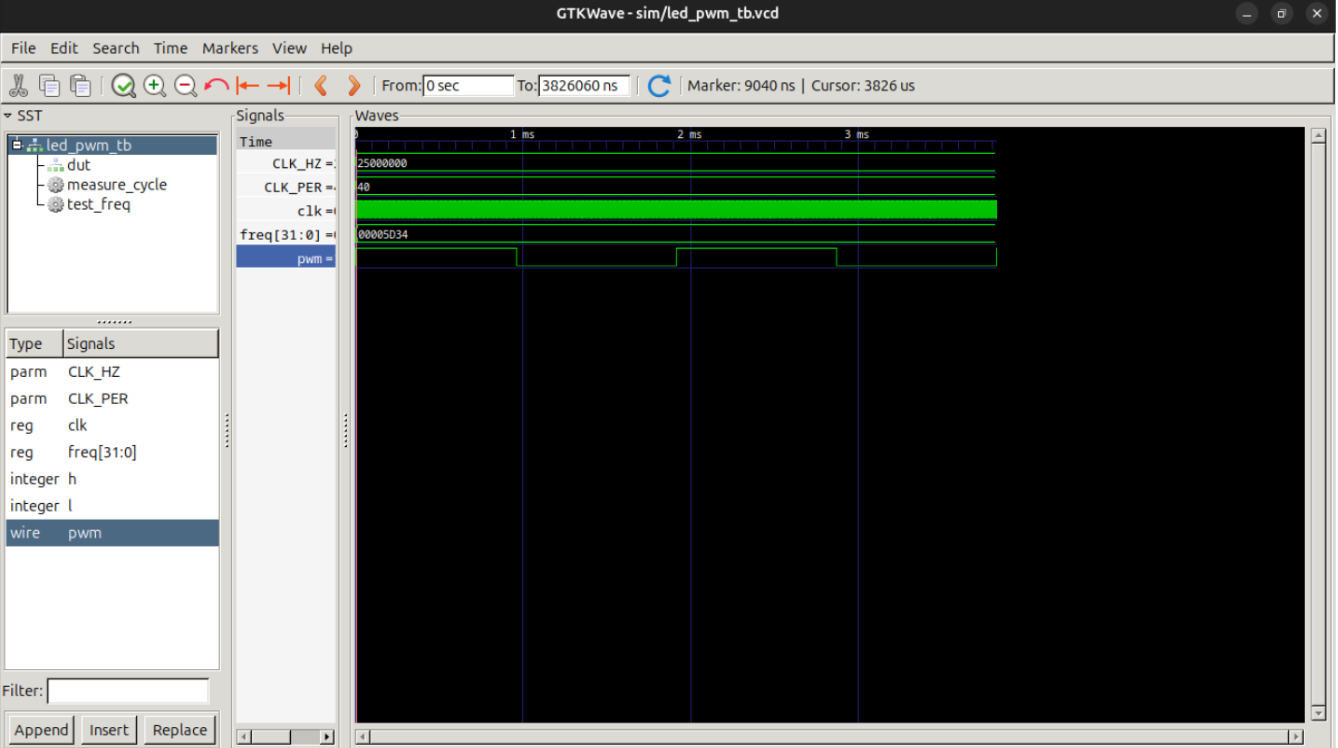 GTKWave - sim/led_pwm_tb.vcd
File Edit Search Time Markers View Help
From: 0 sec To: 3826060 ns Marker: 9040 ns | Cursor: 3826 us
SST
led_pwm_tb
dut
measure_cycle
test_freq
Type Signals
parm CLK_HZ
parm CLK_PER
reg clk
reg freq[31:0]
integer h
integer l
wire pwm
Filter:
Append Insert Replace
Signals
Time
CLK_HZ =
CLK_PER =
clk =
freq[31:0] =
pwm =
Waves
1 ms 2 ms 3 ms
25000000
40
00005D34